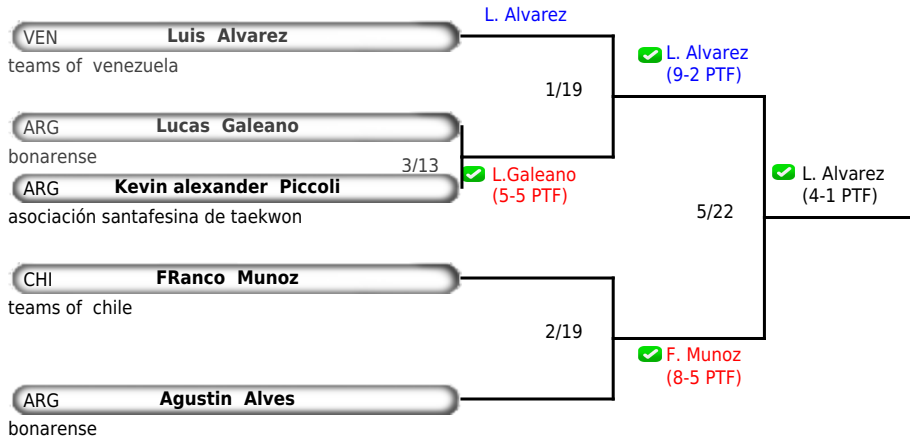 L. Alvarez
VEN Luis Alvarez
teams of venezuela
L. Alvarez
(9-2 PTF)
1/19
ARG Lucas Galeano
bonarense
3/13
L.Galeano
(5-5 PTF)
ARG Kevin alexander Piccoli
asociación santafesina de taekwon
L. Alvarez
(4-1 PTF)
5/22
CHI FRanco Munoz
teams of chile
2/19
F. Munoz
(8-5 PTF)
ARG Agustin Alves
bonarense